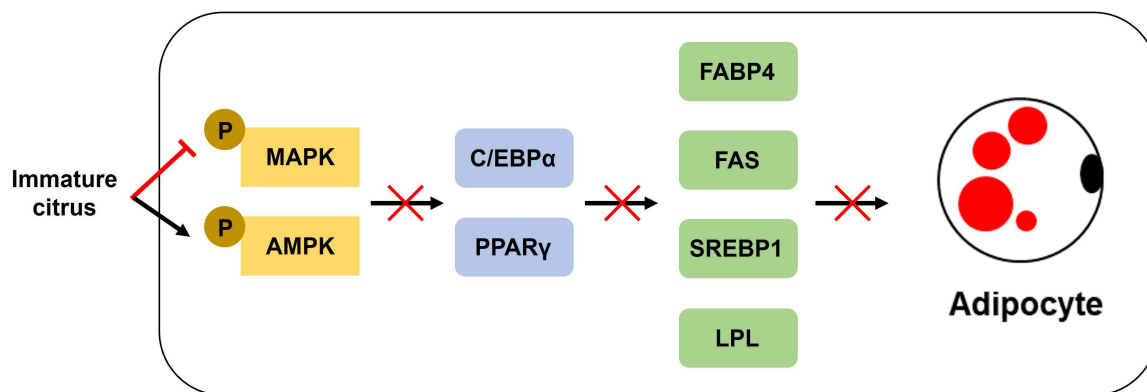 Immature
citrus
P
MAPK
P
AMPK
C/EBPα
PPARγ
FABP4
FAS
SREBP1
LPL
Adipocyte